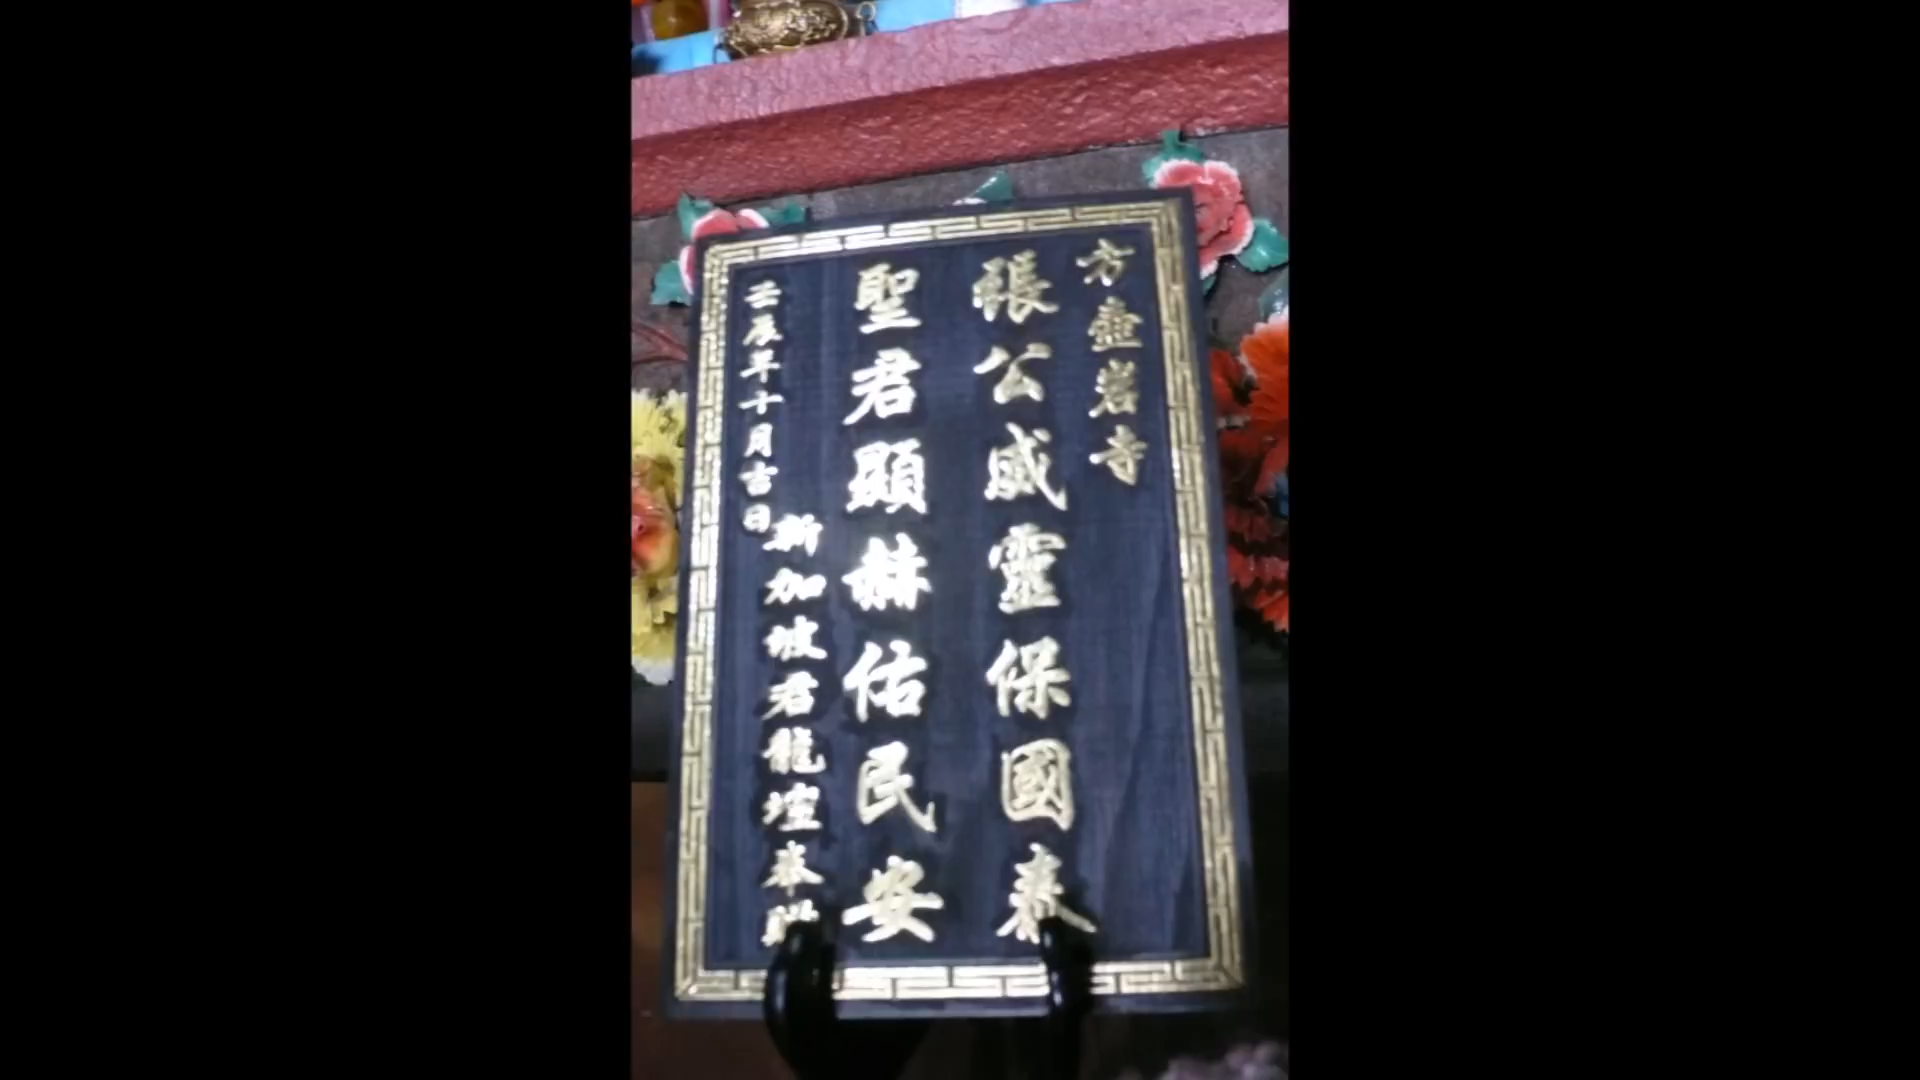 方壺岩寺
張公威靈保國泰
聖君顯赫佑民安
新加坡君龍壇奉贈
壬辰年十月吉日